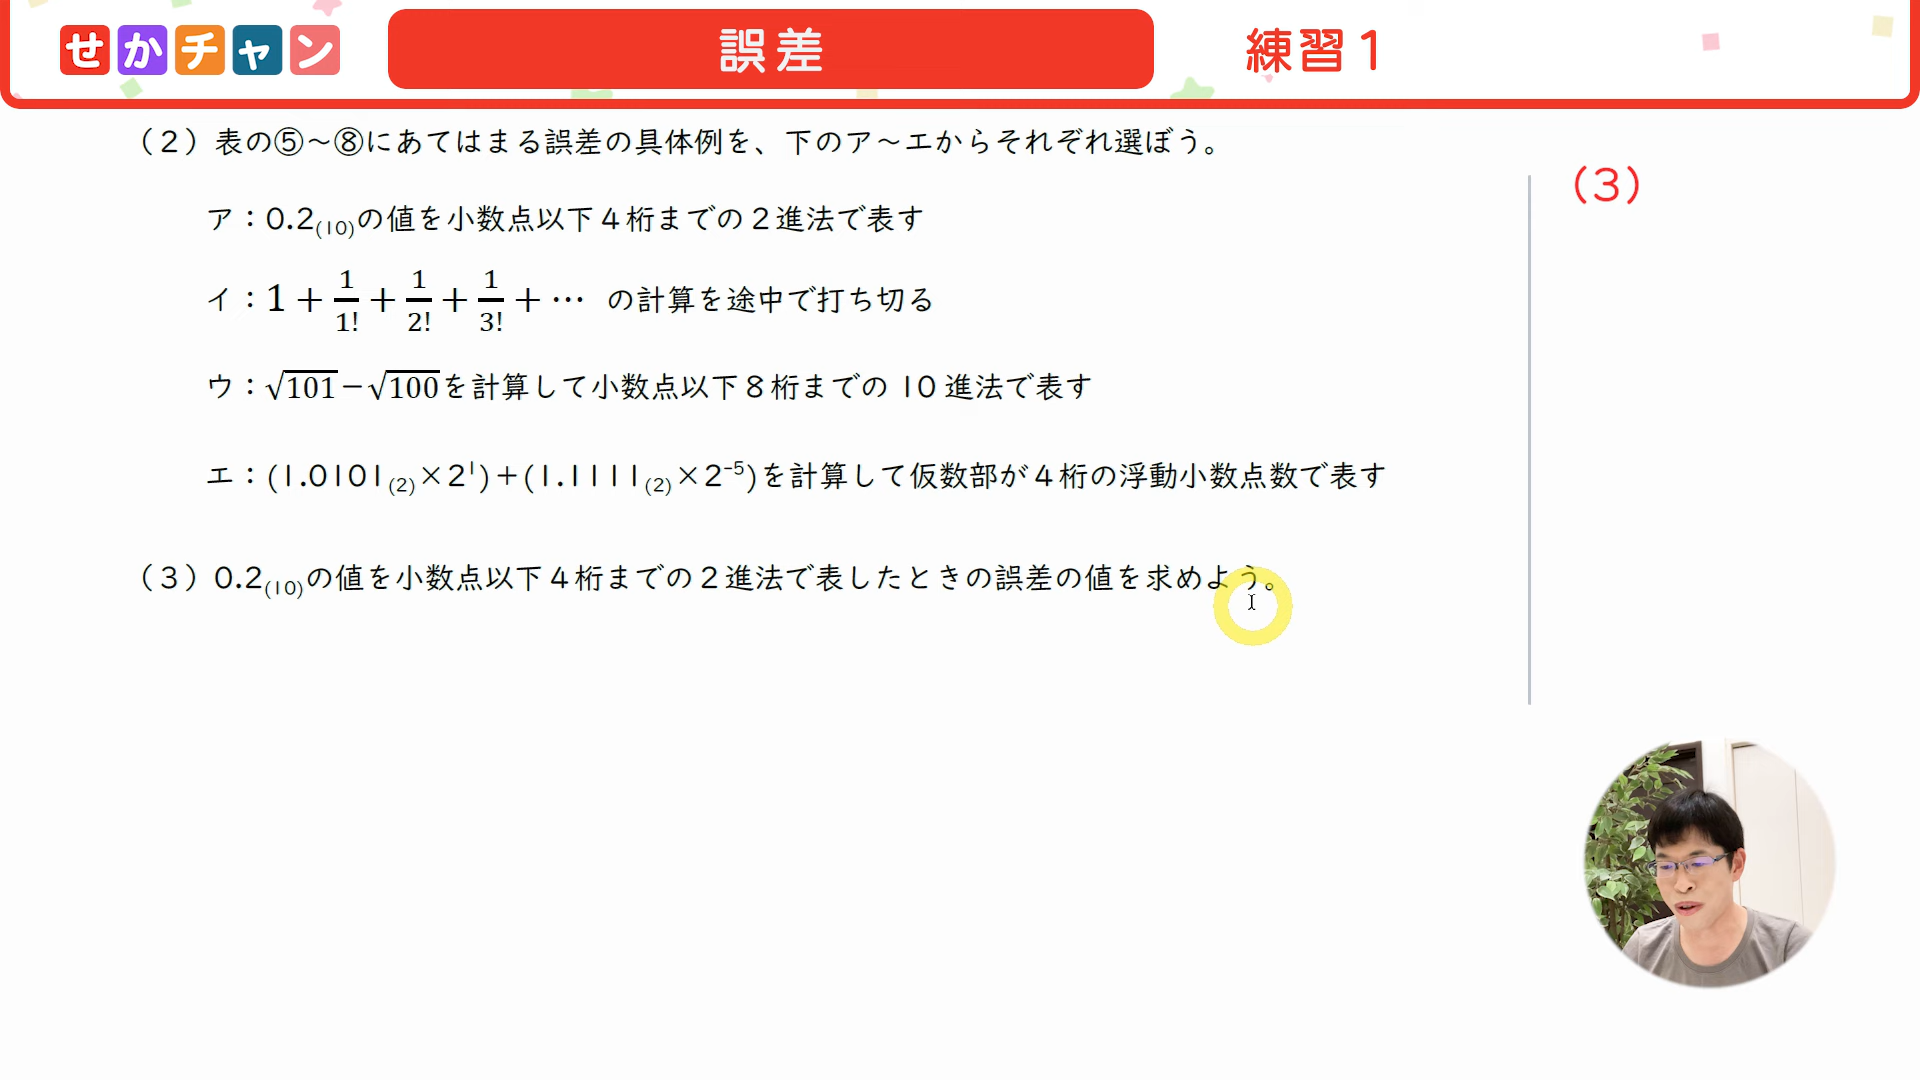 せかチャン
誤差
練習1
(2)表の⑤~⑧にあてはまる誤差の具体例を、下のア~エからそれぞれ選ぼう。
ア:0.2(10)の値を小数点以下4桁までの2進法で表す
イ:1+1/1!+1/2!+1/3!+⋯ の計算を途中で打ち切る
ウ:√101−√100を計算して小数点以下8桁までの10進法で表す
エ:(1.0101(2)×2^1)+(1.1111(2)×2^-5)を計算して仮数部が4桁の浮動小数点数で表す
(3)0.2(10)の値を小数点以下4桁までの2進法で表したときの誤差の値を求めよう。
(3)